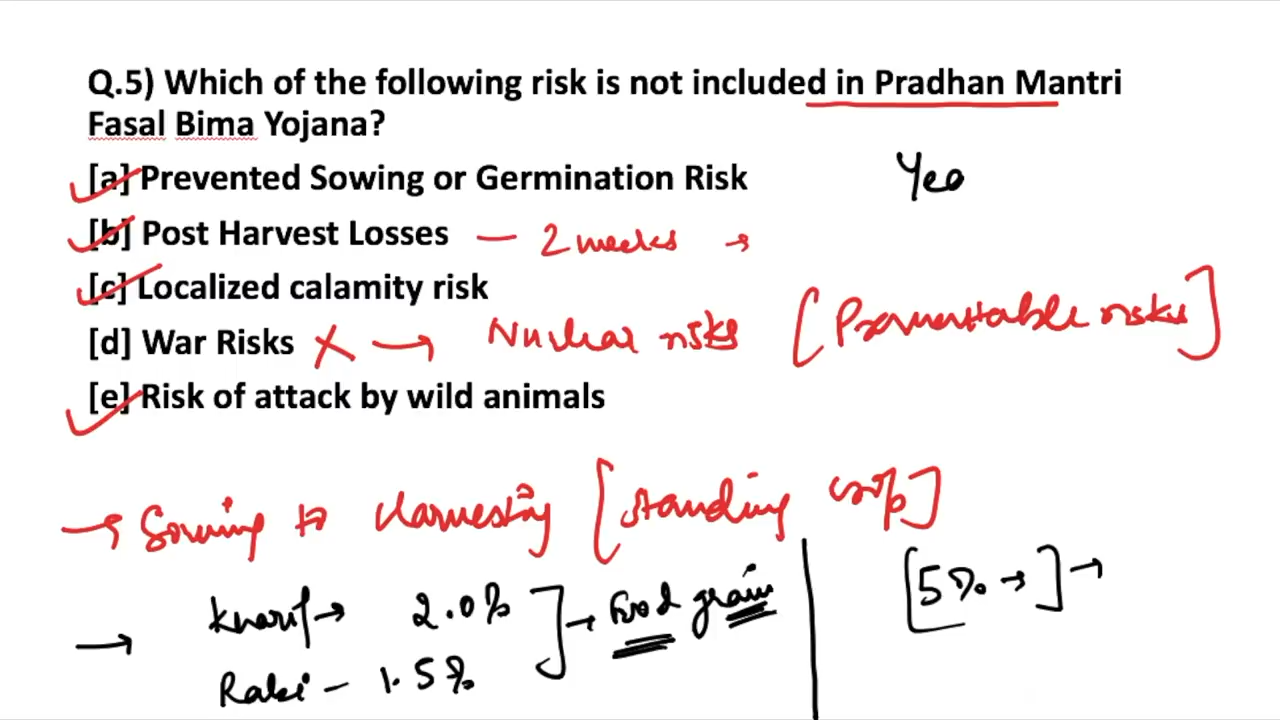 Q.5) Which of the following risk is not included in Pradhan Mantri
Fasal Bima Yojana?
[a] Prevented Sowing or Germination Risk Yea
[b] Post Harvest Losses — 2 weeks →
[c] Localized calamity risk
[d] War Risks X → Nuclear risks [ risks]
[e] Risk of attack by wild animals
→ Sowing to Harvesting [standing crop]
→ Kharif → 2.0% ] → Food grain [5% → ] →
Rabi – 1.5%